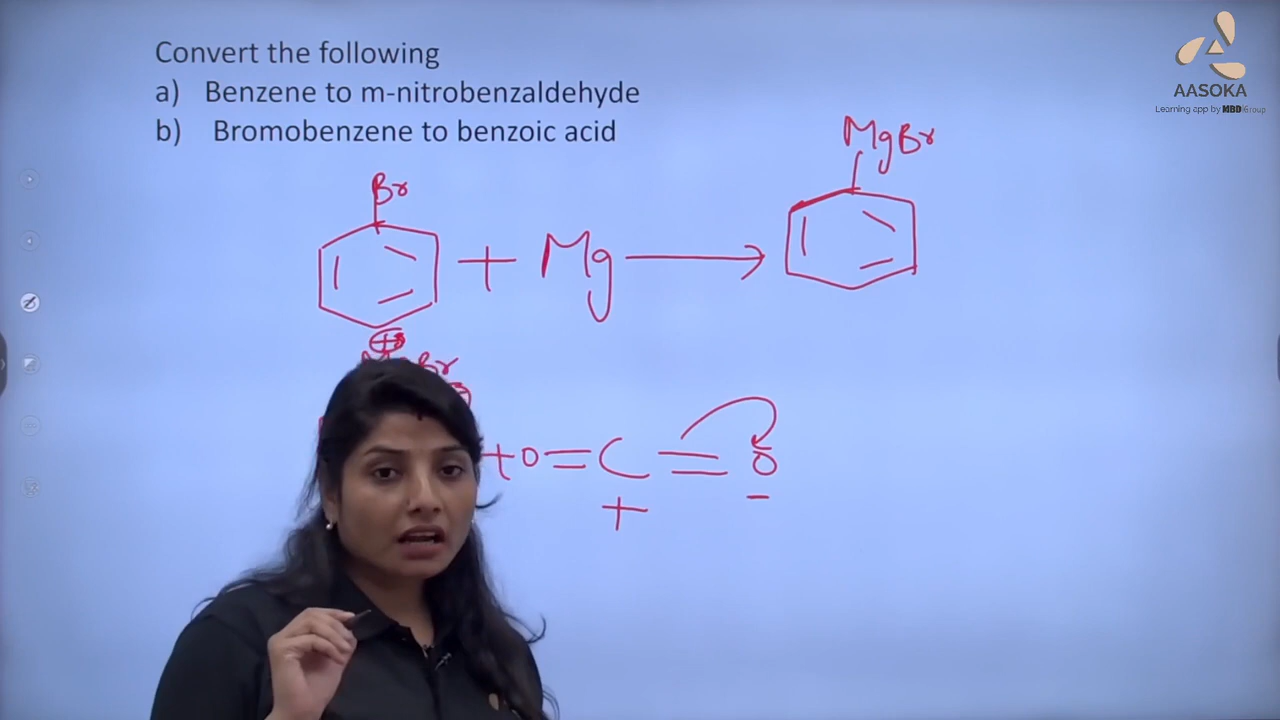 AASOKA
Learning app by MBD Group
Convert the following
a) Benzene to m-nitrobenzaldehyde
b) Bromobenzene to benzoic acid
Br
+ Mg
MgBr
+
Br
+ O = C = O
+ −